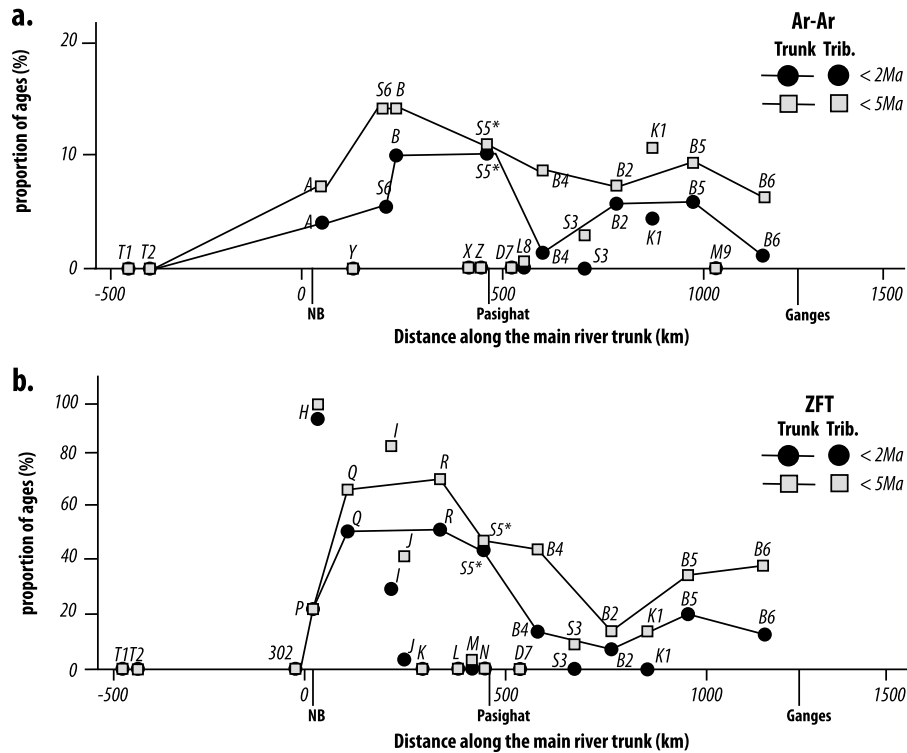 a.
Ar-Ar
Trunk Trib.
< 2Ma
< 5Ma
proportion of ages (%)
20
10
0
S6 B
B
S5*
S5*
K1
B5
A
A
S6
B4
B2
B6
S3
B5
B2
K1
T1 T2
Y
X Z
D7
L8
B4
S3
M9
B6
-500
0
500
1000
1500
NB
Pasighat
Ganges
Distance along the main river trunk (km)
b.
ZFT
Trunk Trib.
< 2Ma
< 5Ma
proportion of ages (%)
100
80
60
40
20
0
H
I
Q
R
Q
R
S5*
J
S5*
B4
I
B5
B6
P
B4
B2
K1
B5
S3
B6
T1 T2
302
J
K
L
M
N
D7
S3
B2
K1
-500
0
500
1000
1500
NB
Pasighat
Ganges
Distance along the main river trunk (km)